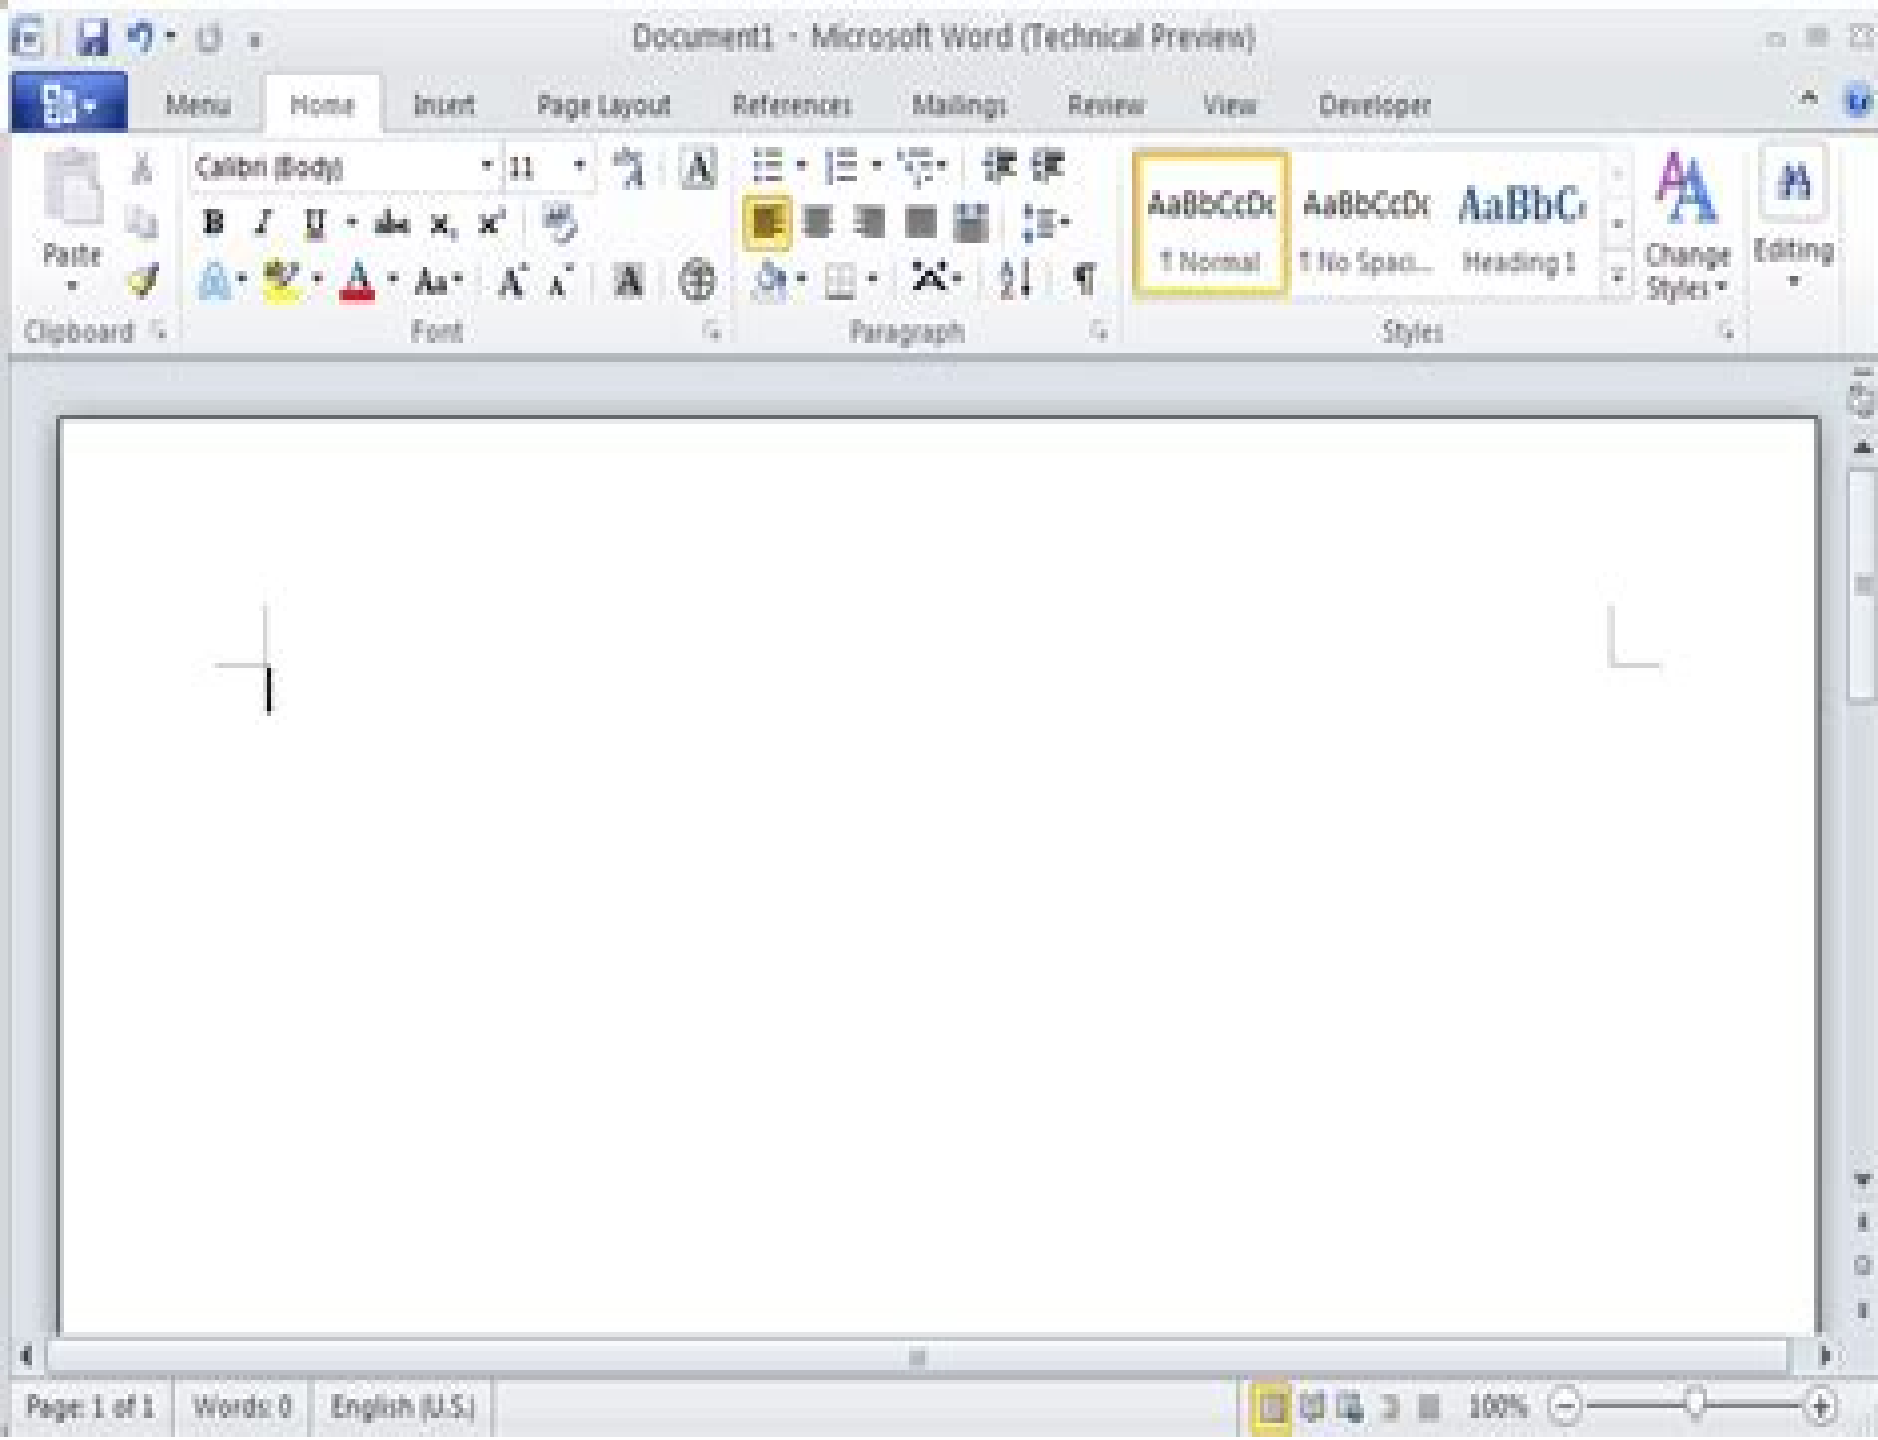 Document1 - Microsoft Word (Technical Preview)
Menu Home Insert Page Layout References Mailings Review View Developer
Calibri (Body) 11
Paste
B I U abc x, x'
Aa
AaBbCcDc AaBbCcDc AaBbC
¶ Normal ¶ No Spaci... Heading 1
Change Styles
Editing
Clipboard Font Paragraph Styles
Page: 1 of 1 Words: 0 English (U.S.) 100%